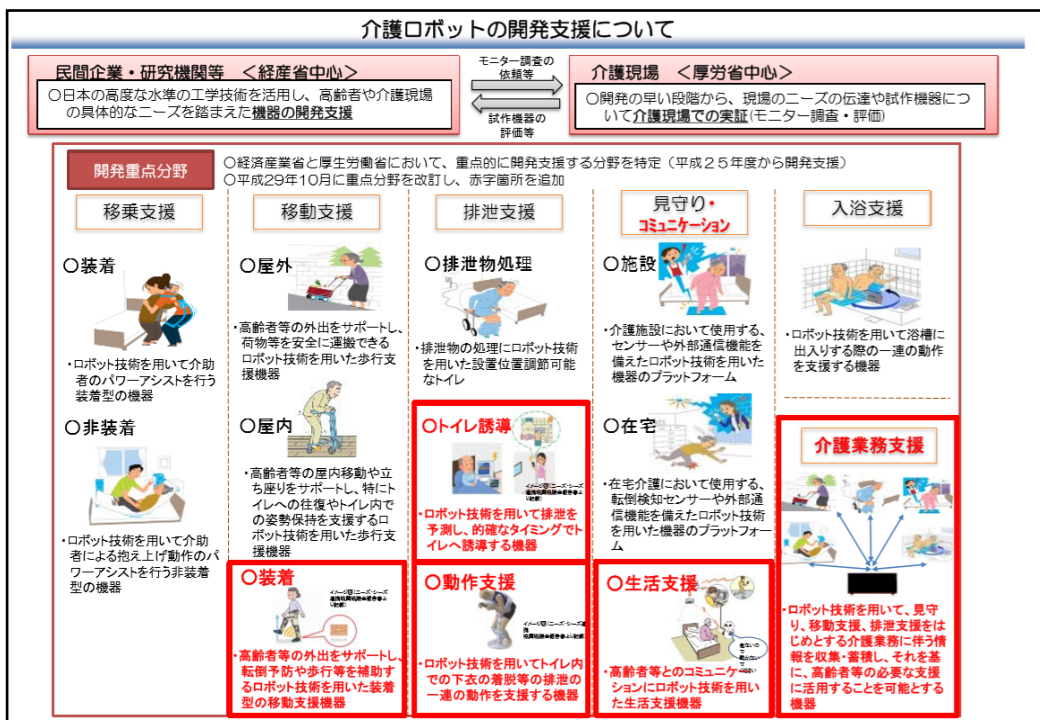 介護ロボットの開発支援について
民間企業・研究機関等 <経産省中心>
○日本の高度な水準の工学技術を活用し、高齢者や介護現場
の具体的なニーズを踏まえた機器の開発支援
モニター調査の
依頼等
試作機器の
評価等
介護現場 <厚労省中心>
○開発の早い段階から、現場のニーズの伝達や試作機器につ
いて介護現場での実証(モニター調査・評価)
開発重点分野
○経済産業省と厚生労働省において、重点的に開発支援する分野を特定(平成25年度から開発支援)
○平成29年10月に重点分野を改訂し、赤字箇所を追加
移乗支援
○装着
・ロボット技術を用いて介助
者のパワーアシストを行う
装着型の機器
○非装着
・ロボット技術を用いて介助
者による抱え上げ動作のパ
ワーアシストを行う非装着
型の機器
移動支援
○屋外
・高齢者等の外出をサポートし、
荷物等を安全に運搬できる
ロボット技術を用いた歩行支
援機器
○屋内
・高齢者等の屋内移動や立
ち座りをサポートし、特にト
イレへの往復やトイレ内で
の姿勢保持を支援するロ
ボット技術を用いた歩行支
援機器
○装着
・高齢者等の外出をサポートし、
転倒予防や歩行等を補助す
るロボット技術を用いた装着
型の移動支援機器
排泄支援
○排泄物処理
・排泄物の処理にロボット技術
を用いた設置位置調節可能
なトイレ
○トイレ誘導
・ロボット技術を用いて排泄を
予測し、的確なタイミングでト
イレへ誘導する機器
○動作支援
・ロボット技術を用いてトイレ内
での下衣の着脱等の排泄の
一連の動作を支援する機器
見守り・
コミュニケーション
○施設
・介護施設において使用する、
センサーや外部通信機能を
備えたロボット技術を用いた
機器のプラットフォーム
○在宅
・在宅介護において使用する、
転倒検知センサーや外部通
信機能を備えたロボット技術
を用いた機器のプラットフォー
ム
○生活支援
・高齢者等とのコミュニケー
ションにロボット技術を用い
た生活支援機器
入浴支援
・ロボット技術を用いて浴槽に
出入りする際の一連の動作
を支援する機器
介護業務支援
・ロボット技術を用いて、見守
り、移動支援、排泄支援をは
じめとする介護業務に伴う情
報を収集・蓄積し、それを基
に、高齢者等の必要な支援
に活用することを可能とする
機器